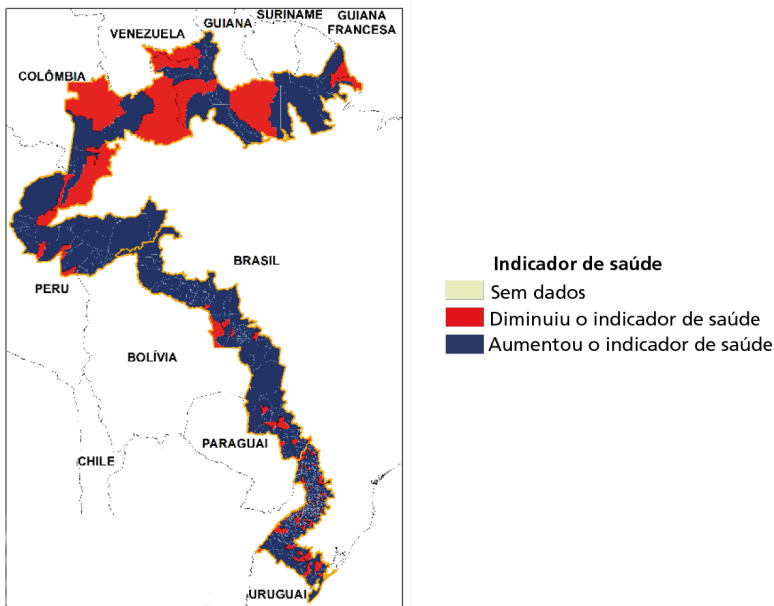 SURINAME
GUIANA
GUIANA
FRANCESA
VENEZUELA
COLÔMBIA
BRASIL
PERU
BOLÍVIA
PARAGUAI
CHILE
URUGUAI
Indicador de saúde
Sem dados
Diminuiu o indicador de saúde
Aumentou o indicador de saúde